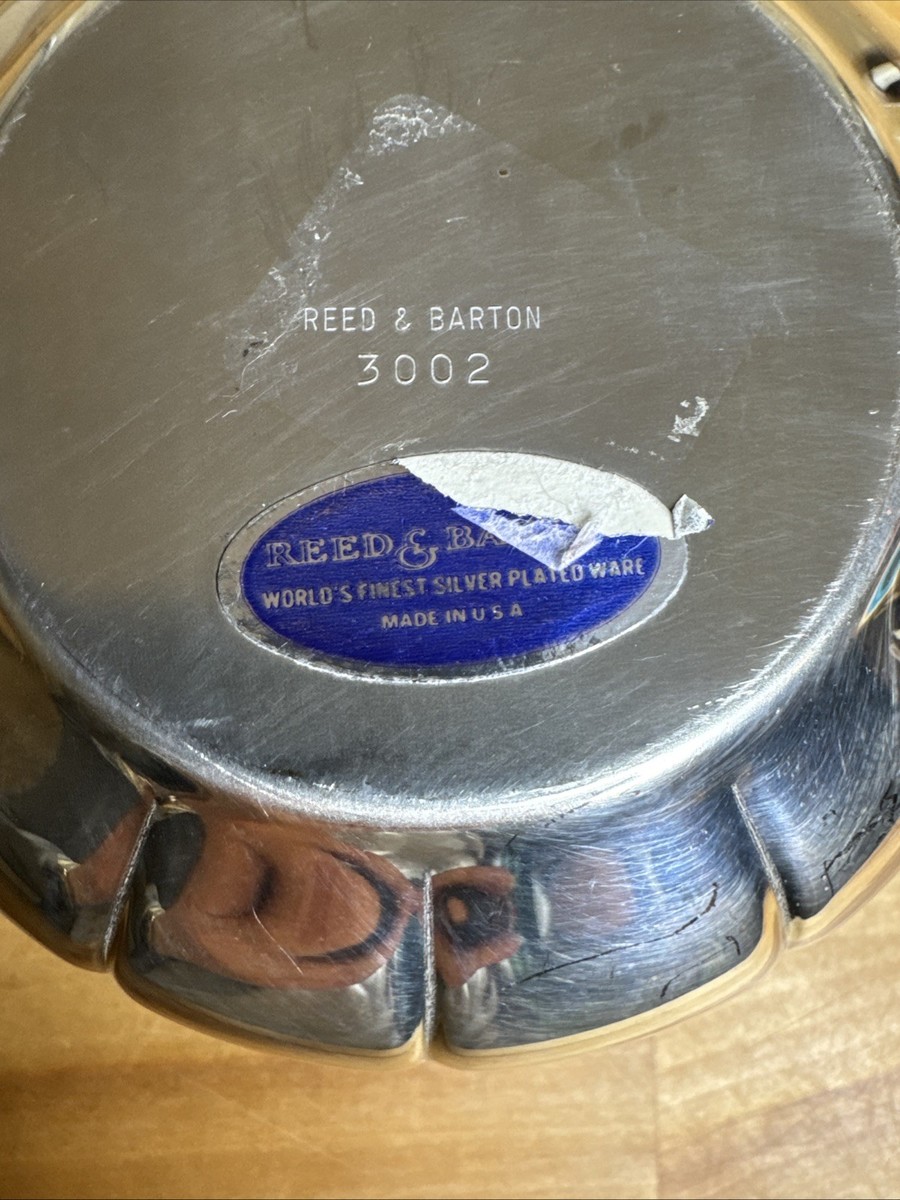 REED & BARTON
3002
REED & BA
WORLD'S FINEST SILVER PLATED WARE
MADE IN U S A